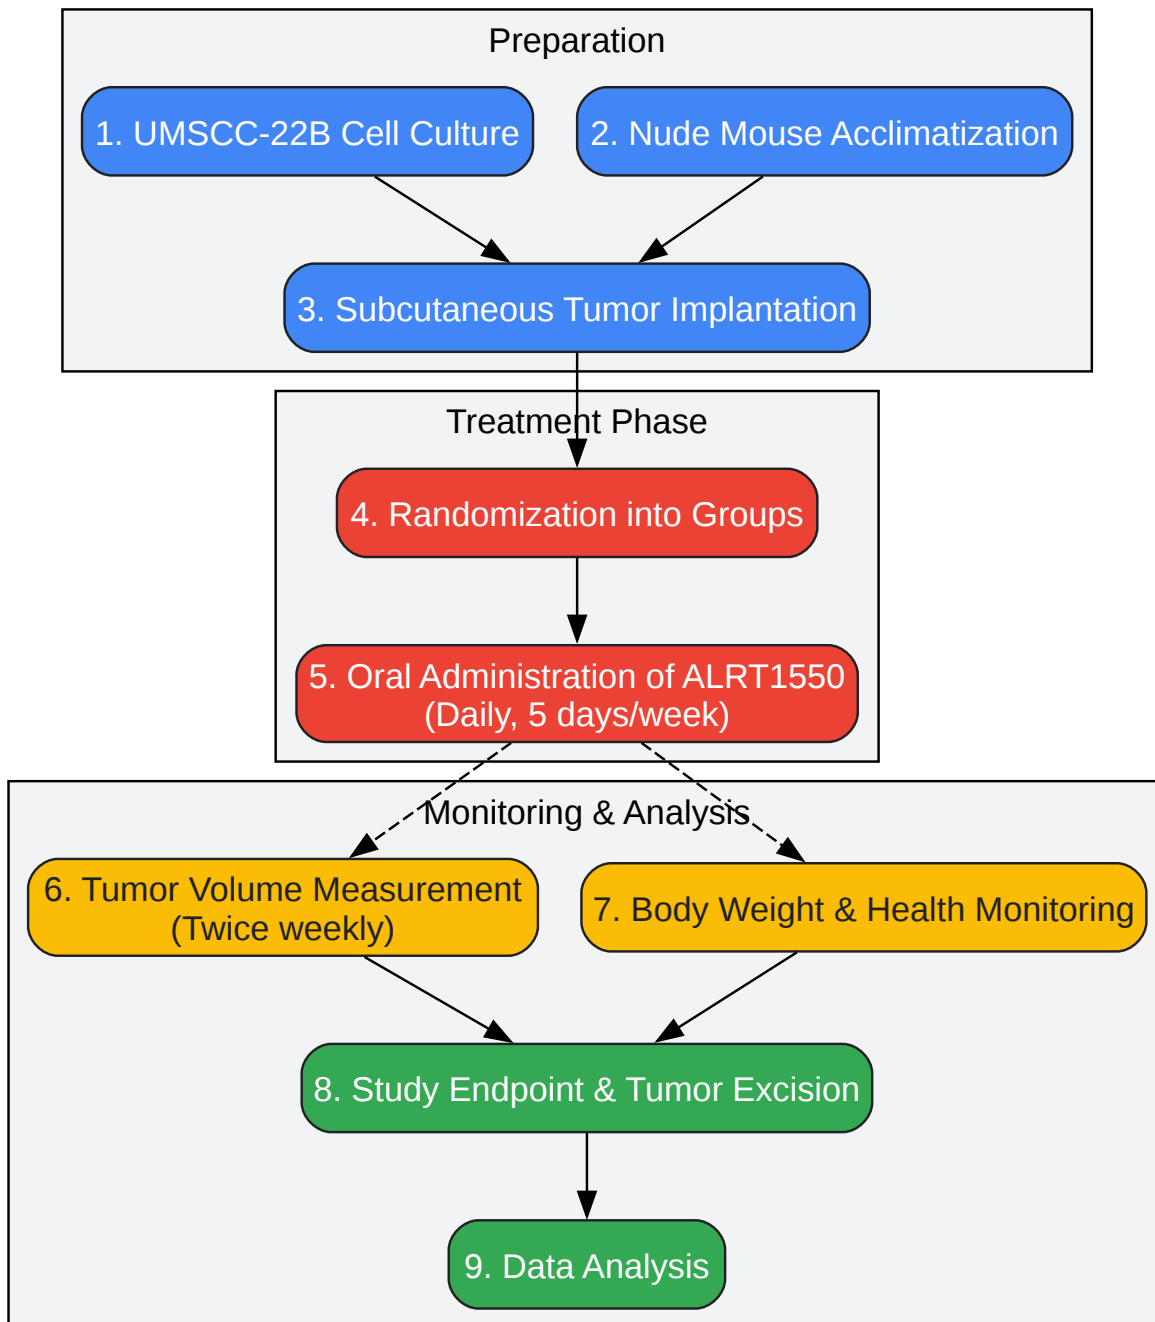 Preparation
1. UMSCC-22B Cell Culture
2. Nude Mouse Acclimatization
3. Subcutaneous Tumor Implantation
Treatment Phase
4. Randomization into Groups
5. Oral Administration of ALRT1550
(Daily, 5 days/week)
Monitoring & Analysis
6. Tumor Volume Measurement
(Twice weekly)
7. Body Weight & Health Monitoring
8. Study Endpoint & Tumor Excision
9. Data Analysis